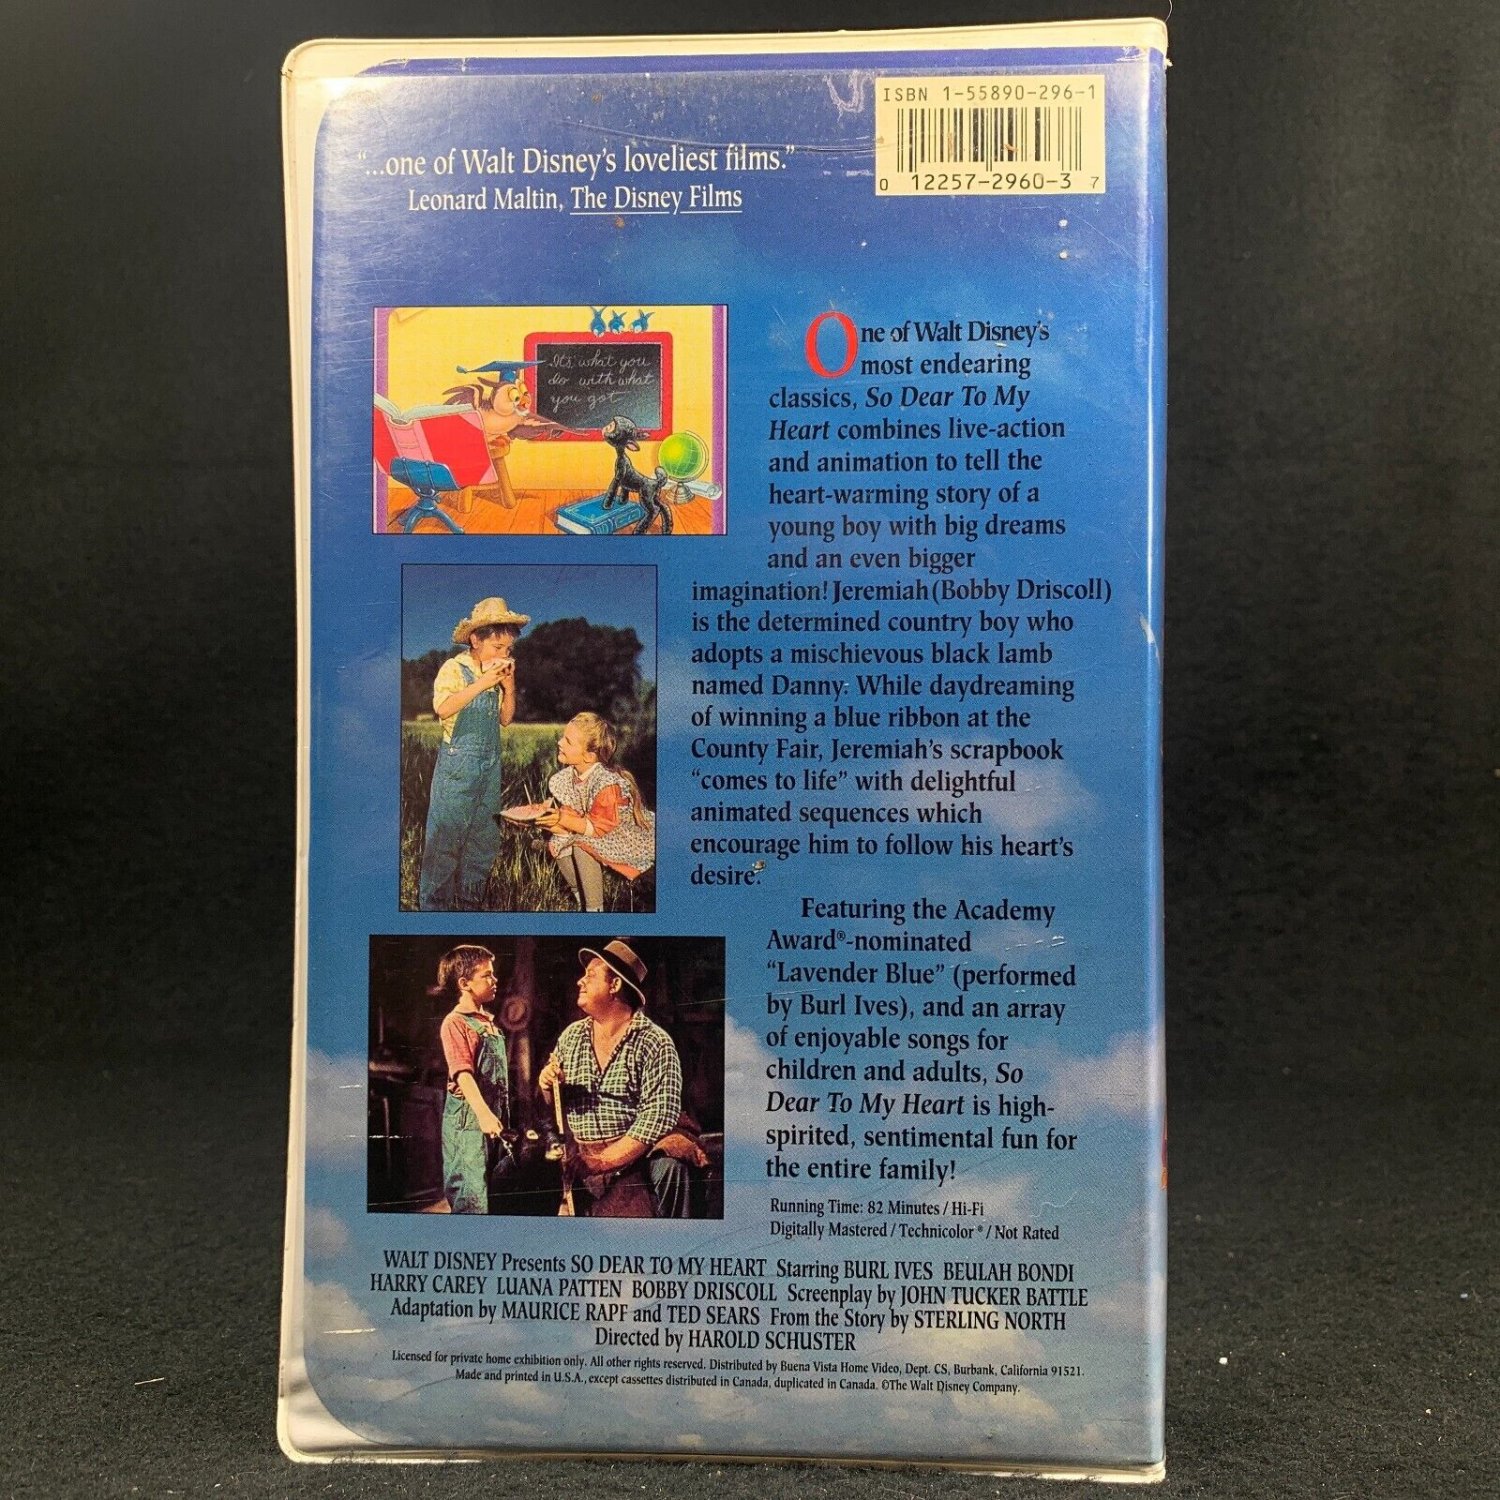 ISBN 1-55890-296-1
0 12257-2960-3 7
"...one of Walt Disney's loveliest films."
Leonard Maltin, The Disney Films
It's what you
do with what
you got
One of Walt Disney's
most endearing
classics, So Dear To My
Heart combines live-action
and animation to tell the
heart-warming story of a
young boy with big dreams
and an even bigger
imagination! Jeremiah (Bobby Driscoll)
is the determined country boy who
adopts a mischievous black lamb
named Danny. While daydreaming
of winning a blue ribbon at the
County Fair, Jeremiah's scrapbook
"comes to life" with delightful
animated sequences which
encourage him to follow his heart's
desire.
Featuring the Academy
Award®-nominated
"Lavender Blue" (performed
by Burl Ives), and an array
of enjoyable songs for
children and adults, So
Dear To My Heart is high-
spirited, sentimental fun for
the entire family!
Running Time: 82 Minutes / Hi-Fi
Digitally Mastered / Technicolor® / Not Rated
WALT DISNEY Presents SO DEAR TO MY HEART Starring BURL IVES BEULAH BONDI
HARRY CAREY LUANA PATTEN BOBBY DRISCOLL Screenplay by JOHN TUCKER BATTLE
Adaptation by MAURICE RAPF and TED SEARS From the Story by STERLING NORTH
Directed by HAROLD SCHUSTER
Licensed for private home exhibition only. All other rights reserved. Distributed by Buena Vista Home Video, Dept. CS, Burbank, California 91521.
Made and printed in U.S.A., except cassettes distributed in Canada, duplicated in Canada. ©The Walt Disney Company.